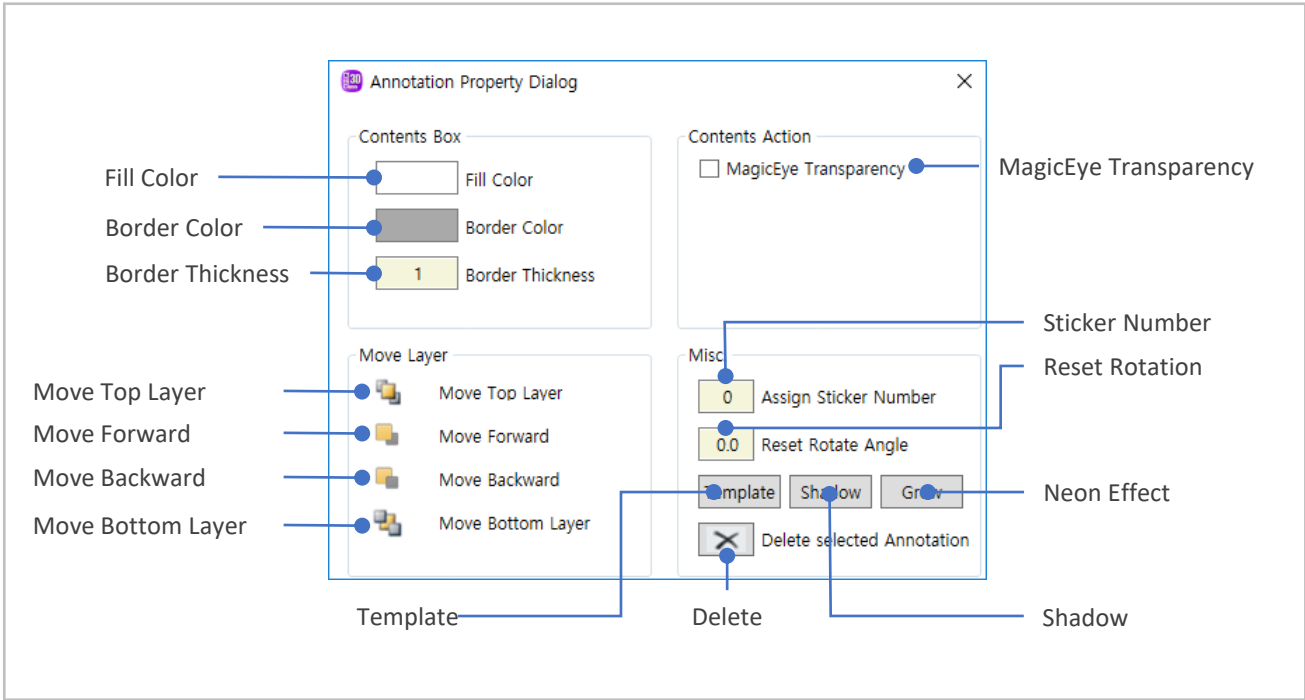 Annotation Property Dialog
Contents Box
Fill Color
Fill Color
Border Color
Border Color
Border Thickness
1
Border Thickness
Contents Action
MagicEye Transparency
MagicEye Transparency
Move Layer
Move Top Layer
Move Top Layer
Move Forward
Move Forward
Move Backward
Move Backward
Move Bottom Layer
Move Bottom Layer
Misc
Sticker Number
0
Assign Sticker Number
Reset Rotation
0.0
Reset Rotate Angle
Template
Shadow
Neon Effect
Delete selected Annotation
Template
Delete
Shadow